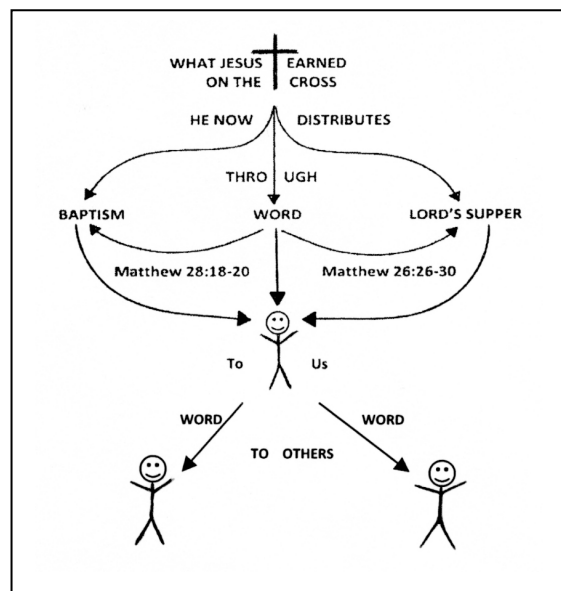 WHAT JESUS EARNED
ON THE CROSS
HE NOW DISTRIBUTES
THRO UGH
BAPTISM WORD LORD'S SUPPER
Matthew 28:18-20 Matthew 26:26-30
To Us
WORD WORD
TO OTHERS